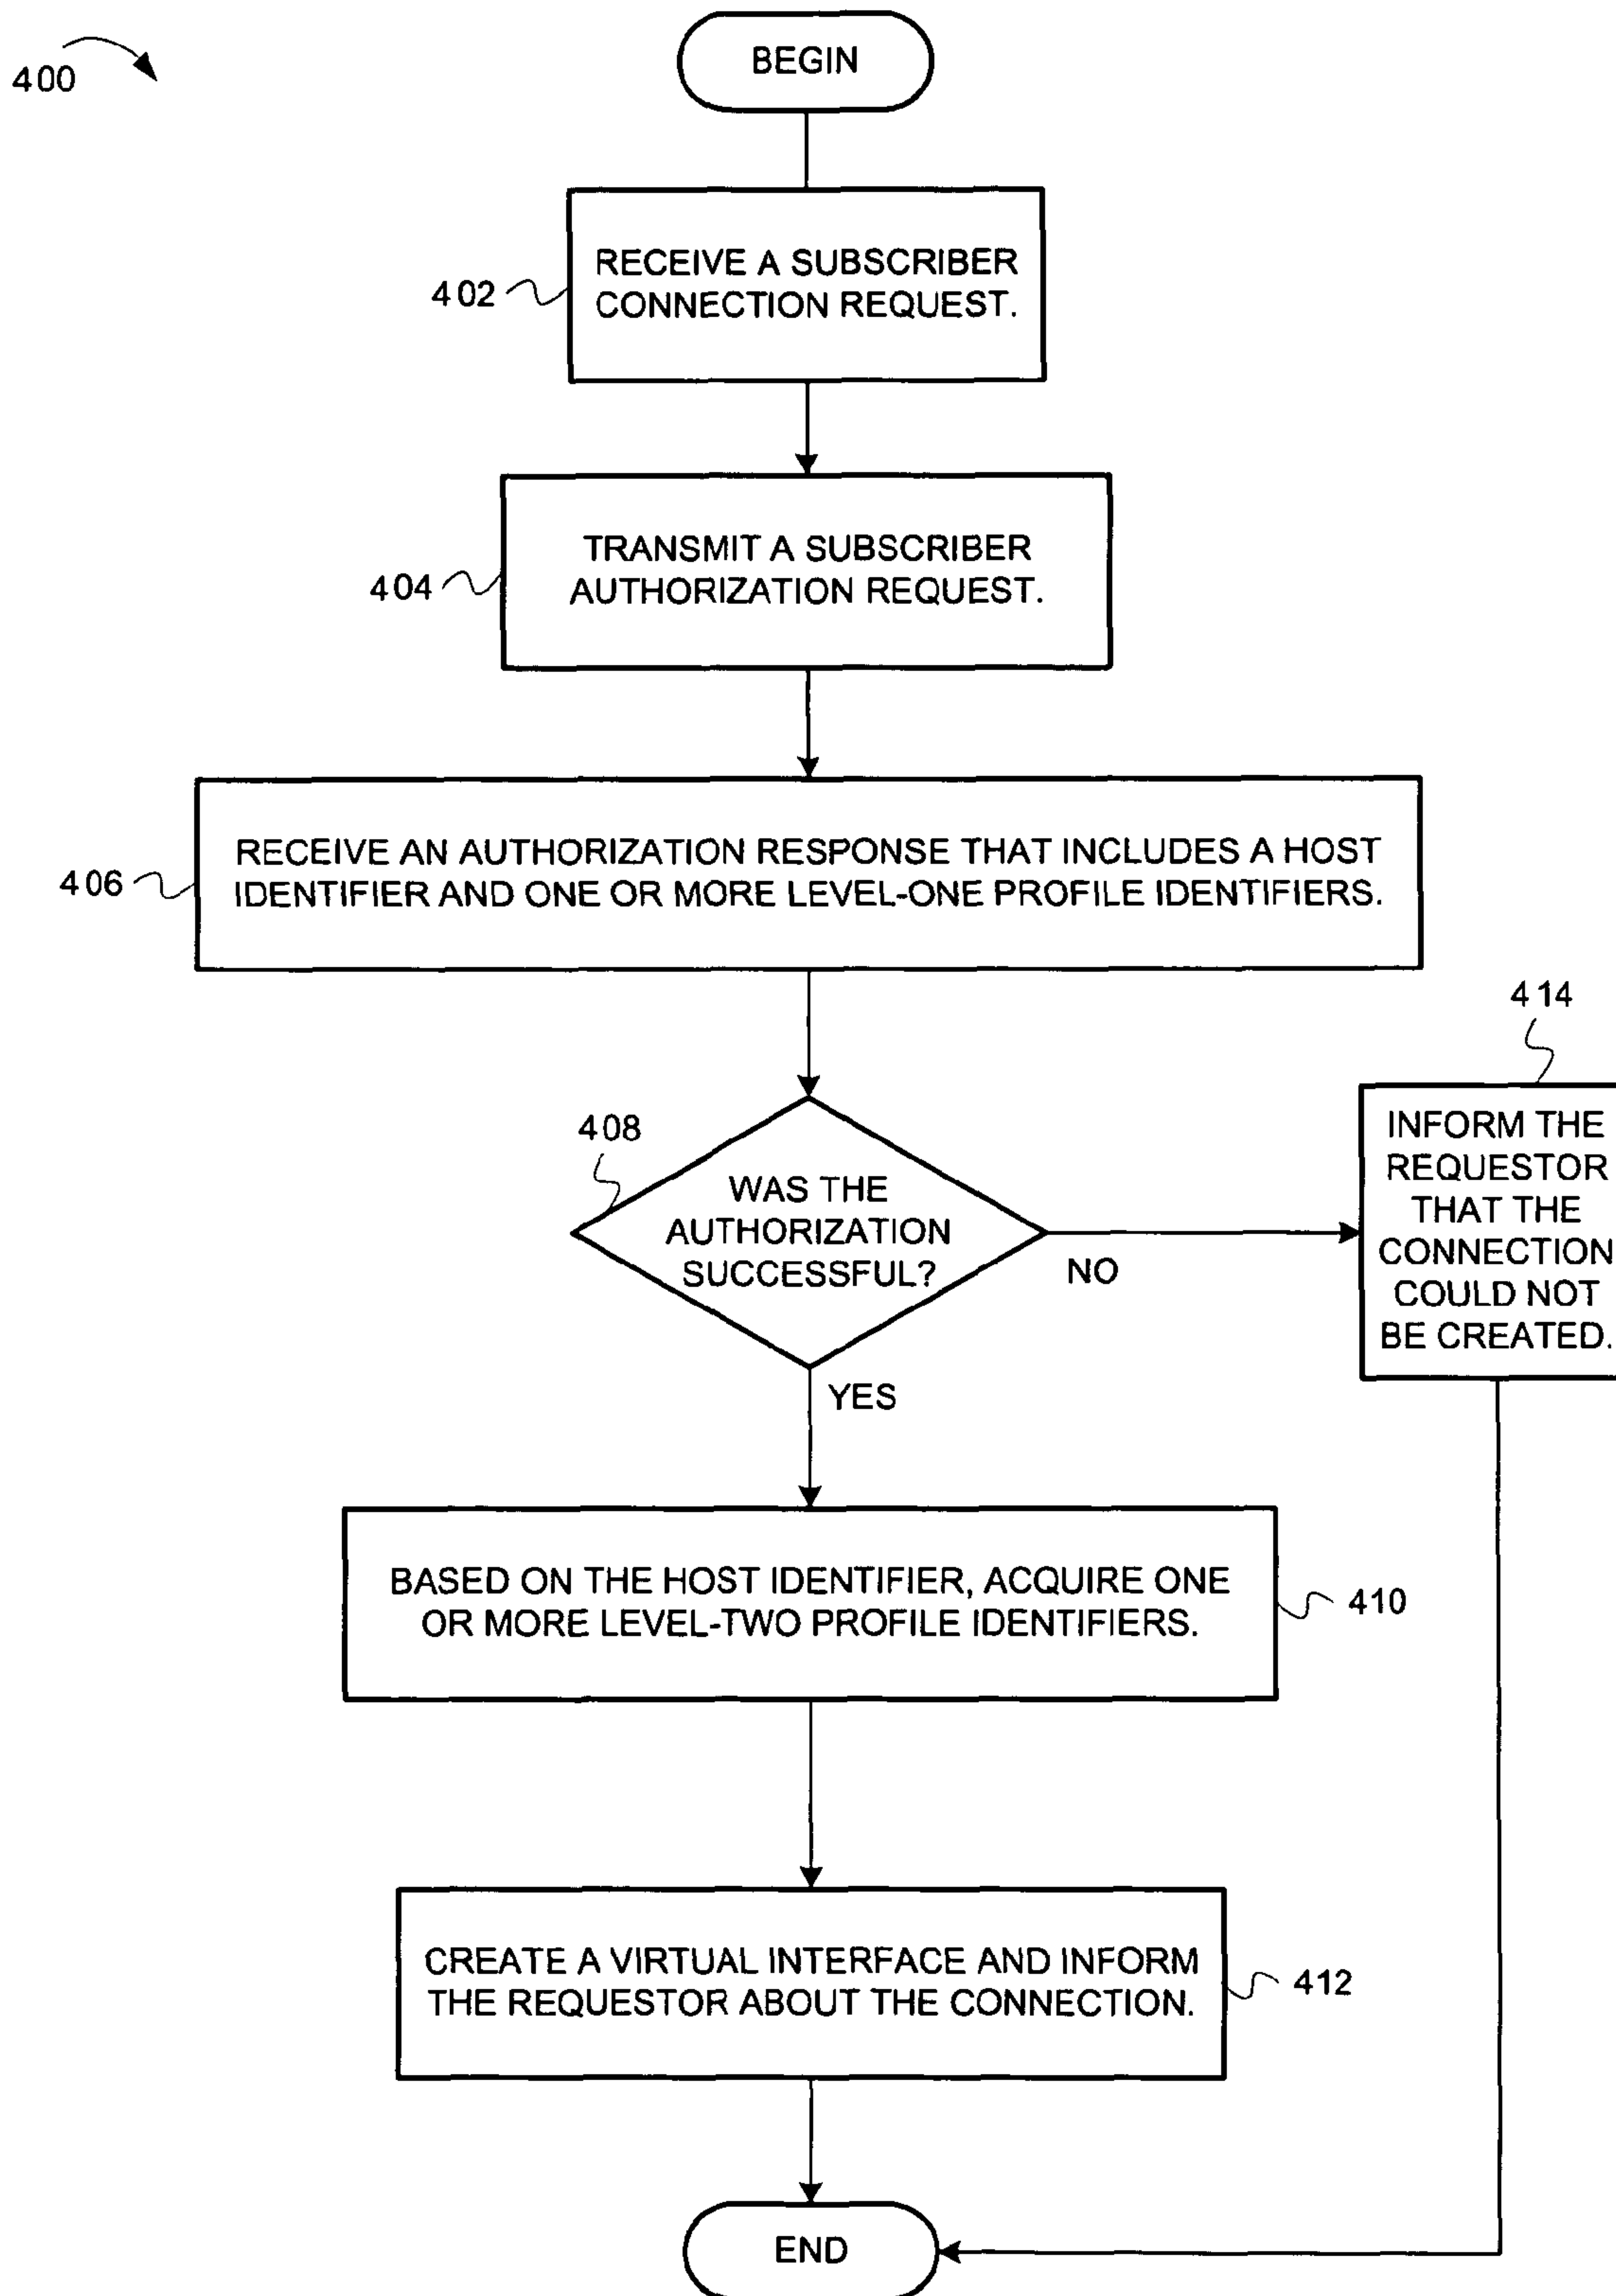 400
BEGIN
RECEIVE A SUBSCRIBER
CONNECTION REQUEST.
402
TRANSMIT A SUBSCRIBER
AUTHORIZATION REQUEST.
404
RECEIVE AN AUTHORIZATION RESPONSE THAT INCLUDES A HOST
IDENTIFIER AND ONE OR MORE LEVEL-ONE PROFILE IDENTIFIERS.
406
408
WAS THE
AUTHORIZATION
SUCCESSFUL?
NO
YES
414
INFORM THE
REQUESTOR
THAT THE
CONNECTION
COULD NOT
BE CREATED.
BASED ON THE HOST IDENTIFIER, ACQUIRE ONE
OR MORE LEVEL-TWO PROFILE IDENTIFIERS.
410
CREATE A VIRTUAL INTERFACE AND INFORM
THE REQUESTOR ABOUT THE CONNECTION.
412
END